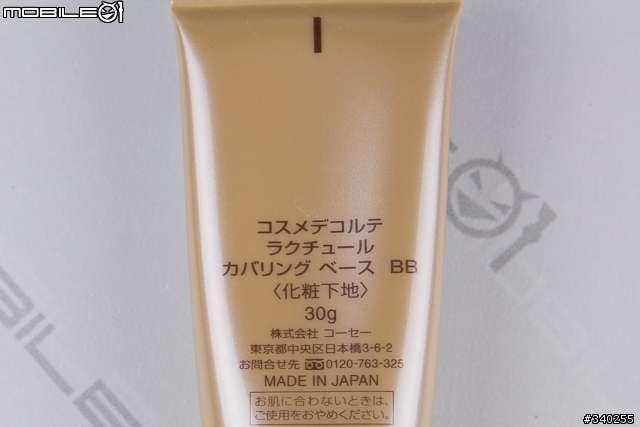 MOBILE01
コスメデコルテ
ラクチュール
カバリング ベース BB
〈化粧下地〉
30g
株式会社 コーセー
東京都中央区日本橋3-6-2
お問合せ先 0120-763-325
MADE IN JAPAN
お肌に合わないときは、
ご使用をおやめください。
MOBILE01
#340255